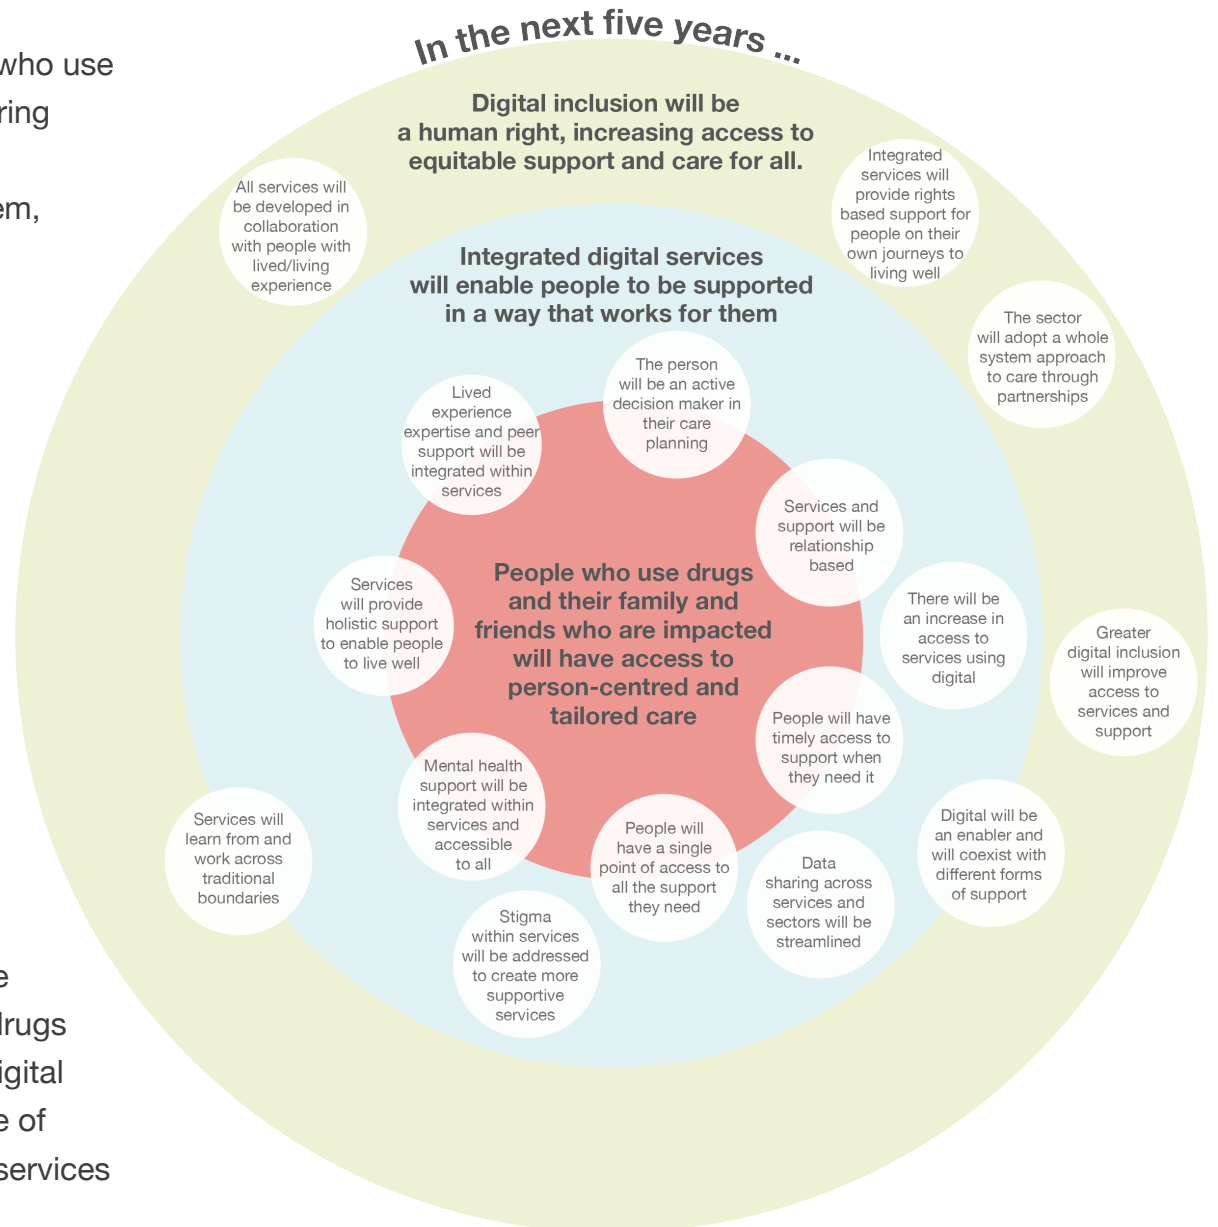 who use
ring
em,
e
drugs
igital
e of
services
In the next five years ...
Digital inclusion will be
a human right, increasing access to
equitable support and care for all.
All services will
be developed in
collaboration
with people with
lived/living
experience
Integrated
services will
provide rights
based support for
people on their
own journeys to
living well
The sector
will adopt a whole
system approach
to care through
partnerships
Integrated digital services
will enable people to be supported
in a way that works for them
Lived
experience
expertise and peer
support will be
integrated within
services
The person
will be an active
decision maker in
their care
planning
Services and
support will be
relationship
based
Services
will provide
holistic support
to enable people
to live well
People who use drugs
and their family and
friends who are impacted
will have access to
person-centred and
tailored care
There will be
an increase in
access to
services using
digital
Greater
digital inclusion
will improve
access to
services and
support
People will have
timely access to
support when
they need it
Mental health
support will be
integrated within
services and
accessible
to all
People will
have a single
point of access to
all the support
they need
Data
sharing across
services and
sectors will be
streamlined
Digital will be
an enabler and
will coexist with
different forms
of support
Services will
learn from and
work across
traditional
boundaries
Stigma
within services
will be addressed
to create more
supportive
services